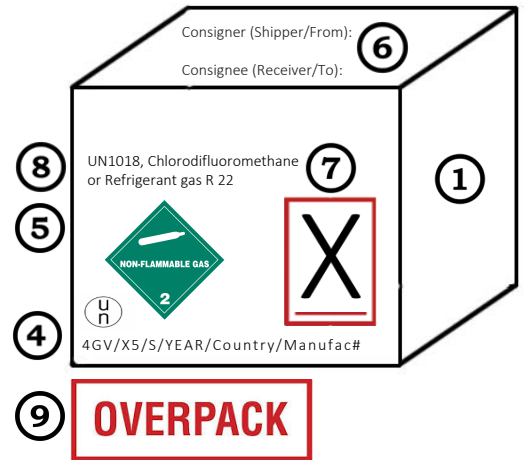 Consigner (Shipper/From):
6
Consignee (Receiver/To):
8
UN1018, Chlorodifluoromethane
or Refrigerant gas R 22
7
1
5
NON-FLAMMABLE GAS
2
X
un
4
4GV/X5/S/YEAR/Country/Manufac#
9
OVERPACK